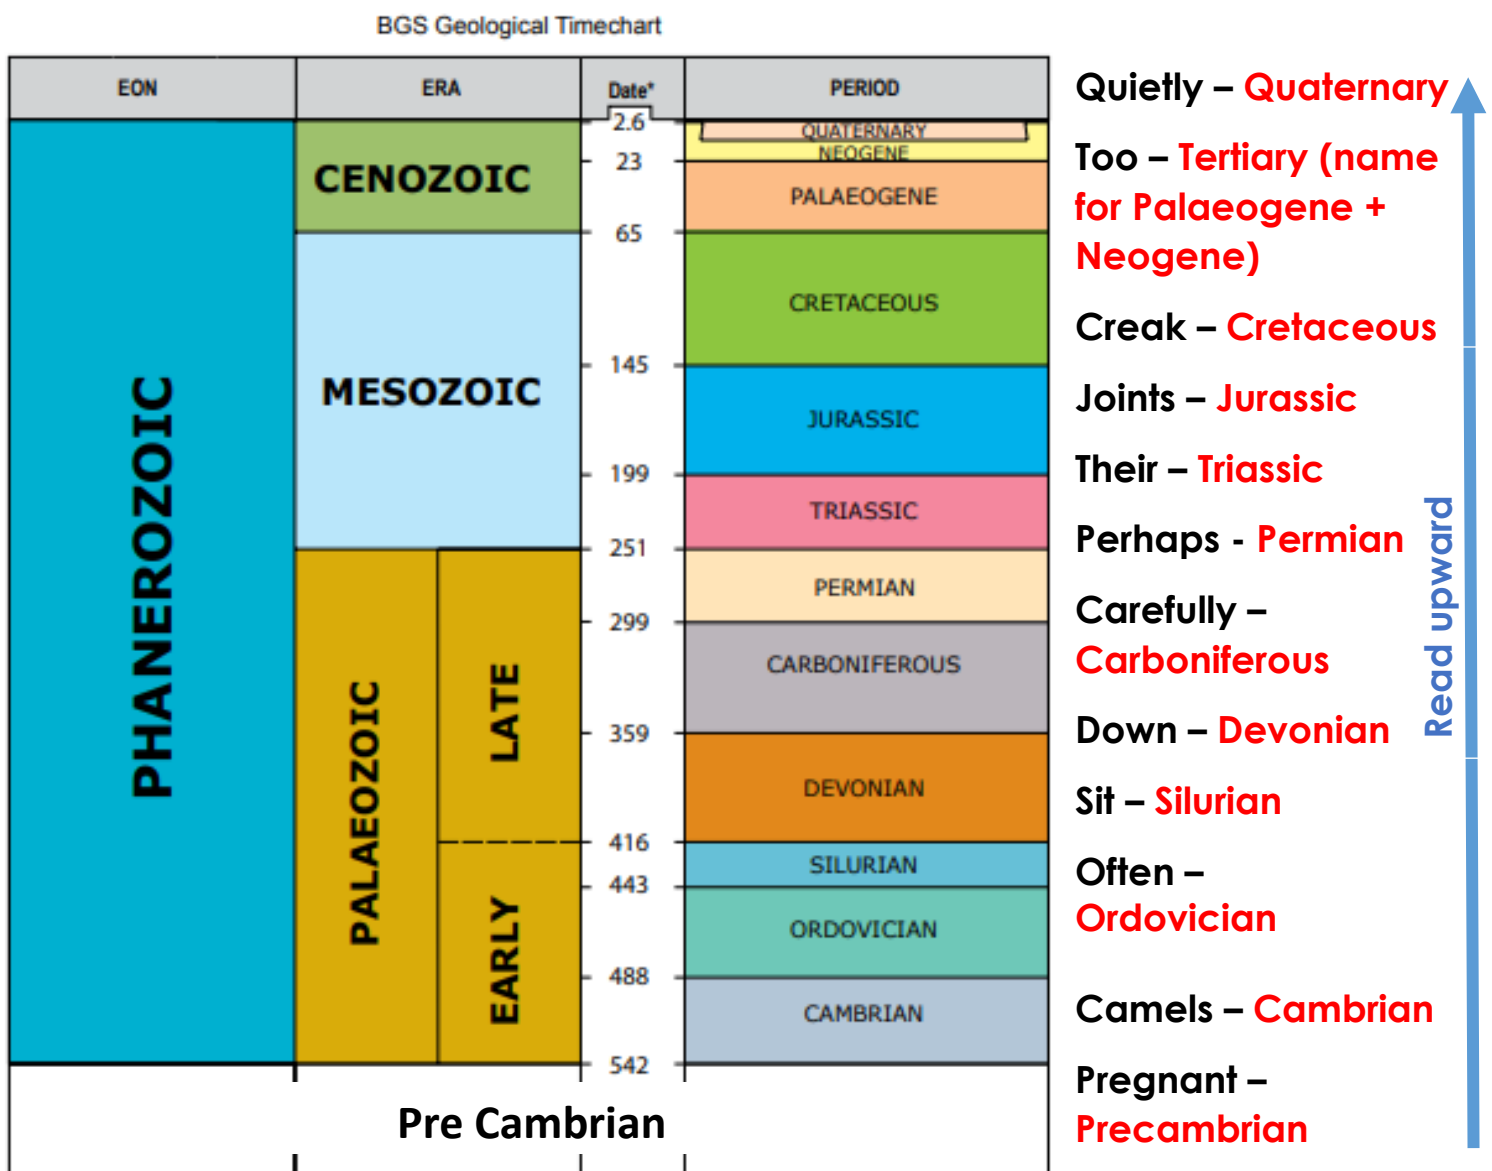 BGS Geological Timechart
EON
ERA
Date*
PERIOD
PHANEROZOIC
CENOZOIC
MESOZOIC
PALAEOZOIC
LATE
EARLY
2.6
23
65
145
199
251
299
359
416
443
488
542
QUATERNARY
NEOGENE
PALAEOGENE
CRETACEOUS
JURASSIC
TRIASSIC
PERMIAN
CARBONIFEROUS
DEVONIAN
SILURIAN
ORDOVICIAN
CAMBRIAN
Pre Cambrian
Quietly – Quaternary
Too – Tertiary (name
for Palaeogene +
Neogene)
Creak – Cretaceous
Joints – Jurassic
Their – Triassic
Perhaps - Permian
Carefully –
Carboniferous
Down – Devonian
Sit – Silurian
Often –
Ordovician
Camels – Cambrian
Pregnant –
Precambrian
Read upward